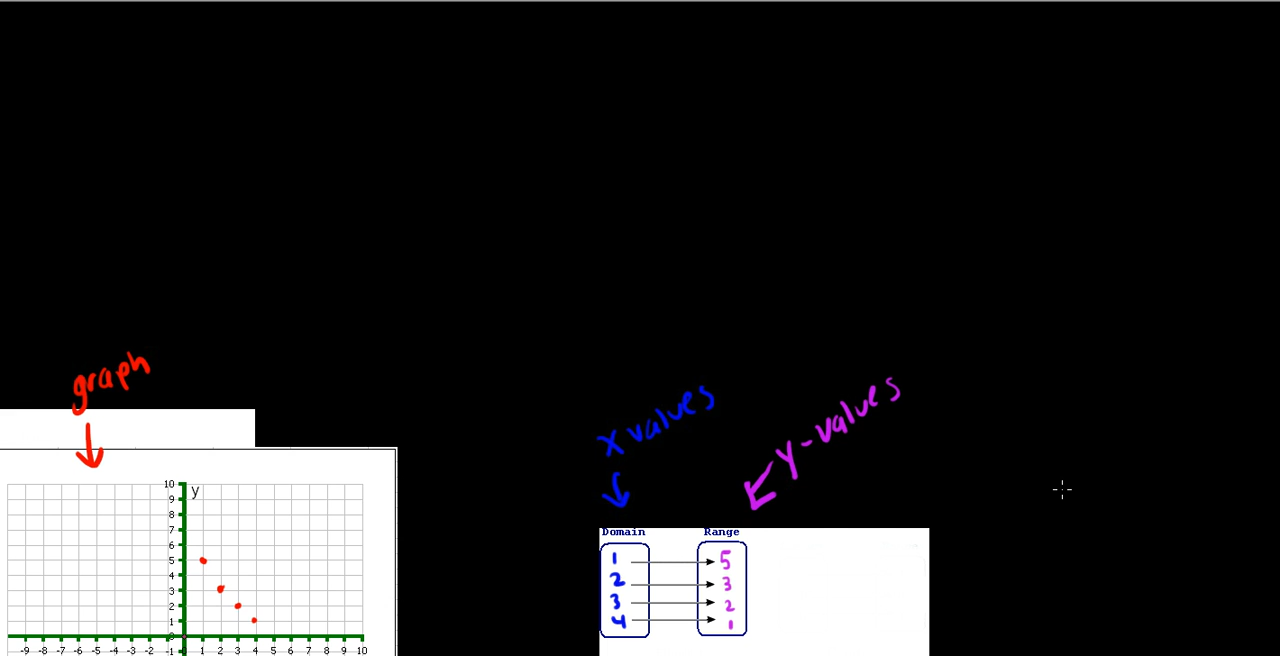 graph
x values
Y-values
Domain Range
1 5
2 3
3 2
4 1
10 y
9
8
7
6
5
4
3
2
1
0
-9 -8 -7 -6 -5 -4 -3 -2 -1 1 2 3 4 5 6 7 8 9 10